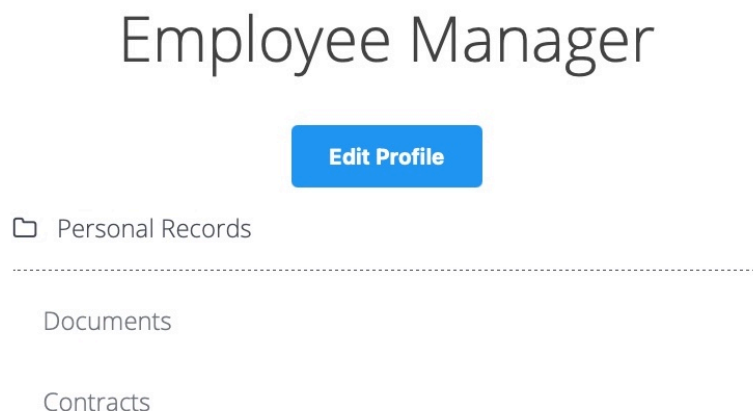 Employee Manager
Edit Profile
Personal Records
Documents
Contracts